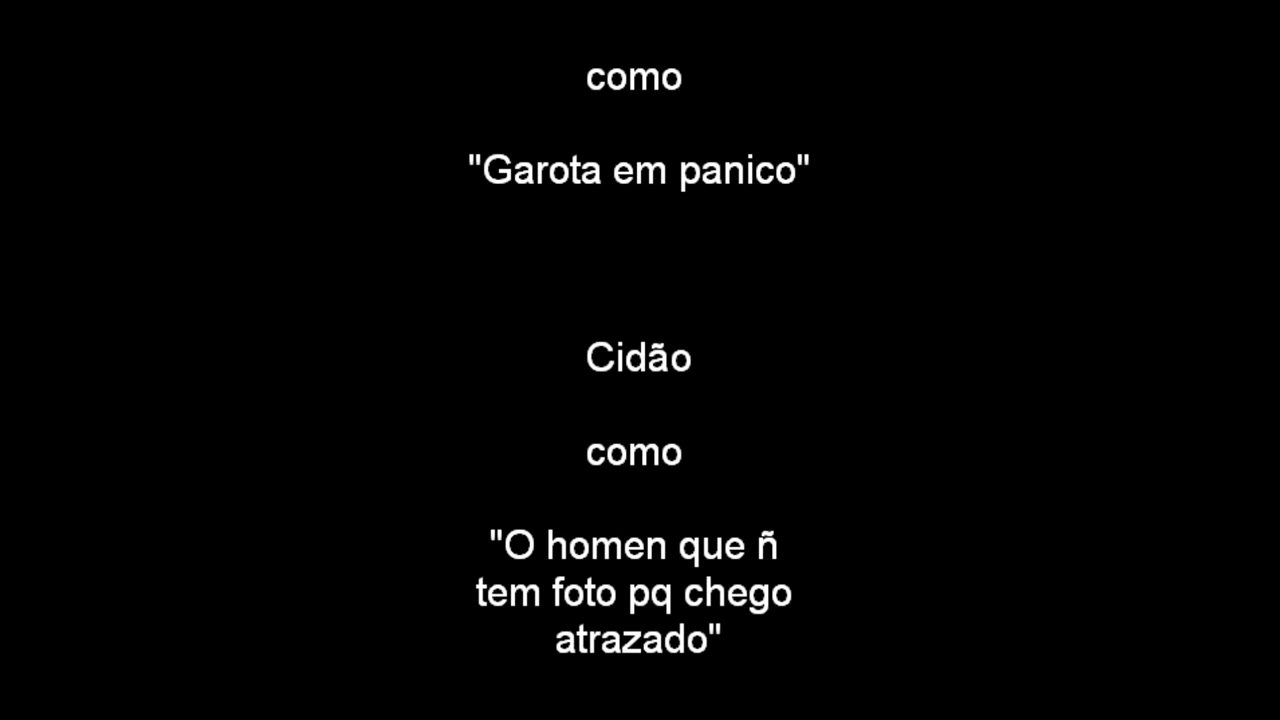 como
"Garota em panico"
Cidão
como
"O homen que ñ
tem foto pq chego
atrazado"